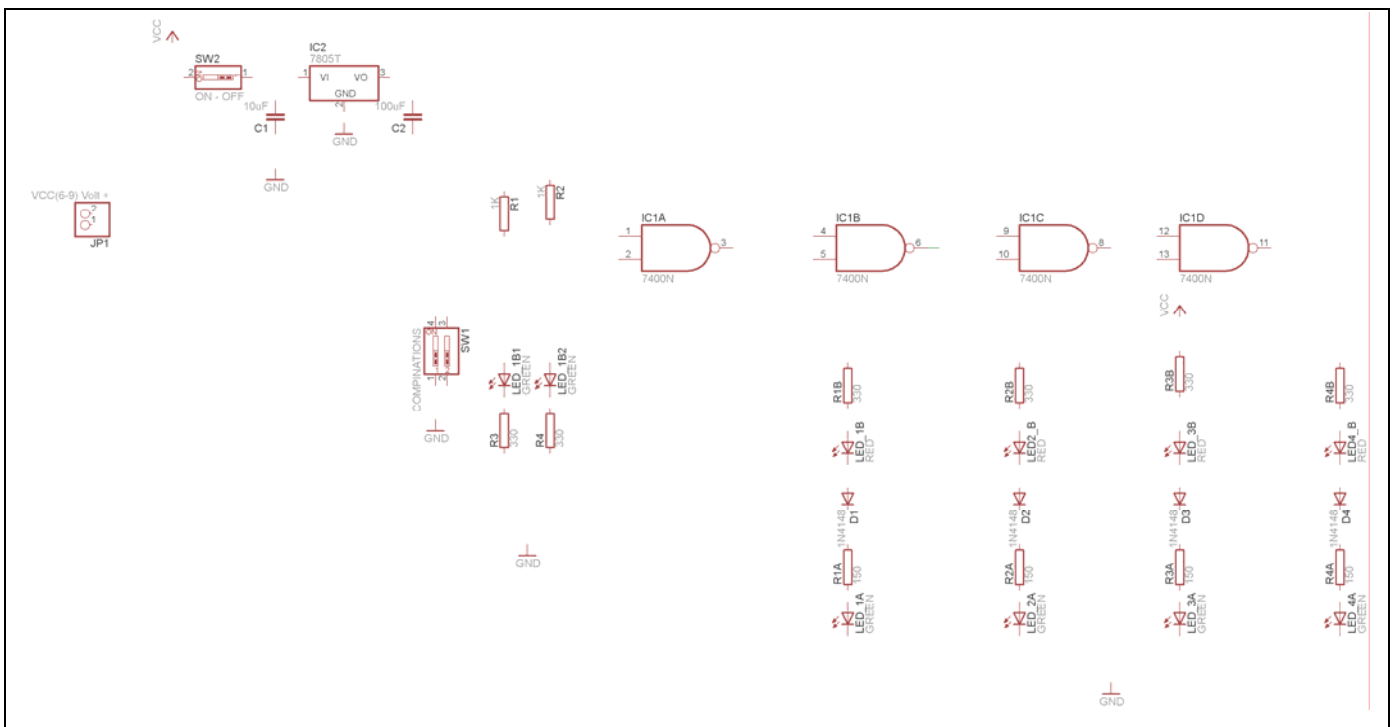 VCC
SW2
2
1
ON - OFF
IC2
7805T
1
VI
VO
3
GND
2
GND
10uF
C1
100uF
C2
GND
VCC(6-9) Volt +
2
1
JP1
1K
R1
1K
R2
IC1A
1
2
3
7400N
IC1B
4
5
6
7400N
IC1C
9
10
8
7400N
IC1D
12
13
11
7400N
VCC
COMPINATIONS
4
3
1
2
SW1
GND
LED_1B1
GREEN
LED_1B2
GREEN
R3
330
R4
330
GND
R1B
330
R2B
330
R3B
330
R4B
330
LED_1B
RED
LED2_B
RED
LED_3B
RED
LED4_B
RED
1N4148
D1
1N4148
D2
1N4148
D3
1N4148
D4
R1A
150
R2A
150
R3A
150
R4A
150
LED_1A
GREEN
LED_2A
GREEN
LED_3A
GREEN
LED_4A
GREEN
GND